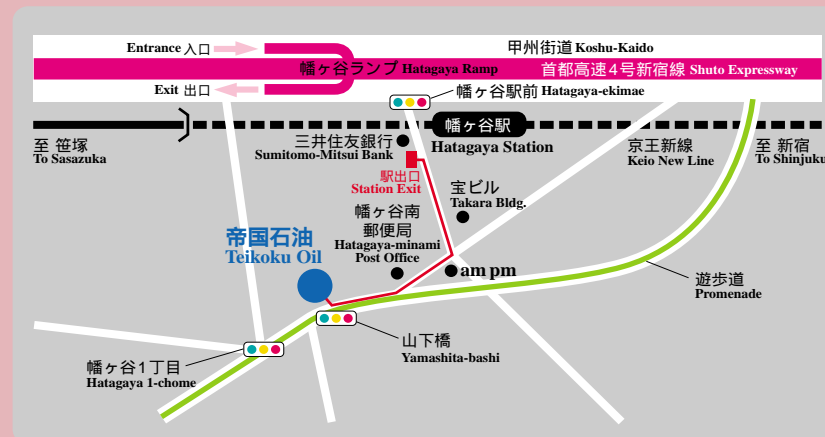 Entrance 入口
甲州街道 Koshu-Kaido
幡ヶ谷ランプ Hatagaya Ramp
首都高速4号新宿線 Shuto Expressway
Exit 出口
幡ヶ谷駅前 Hatagaya-ekimae
幡ヶ谷駅
Hatagaya Station
至 笹塚
To Sasazuka
三井住友銀行
Sumitomo-Mitsui Bank
京王新線
Keio New Line
至 新宿
To Shinjuku
駅出口
Station Exit
宝ビル
Takara Bldg.
幡ヶ谷南
郵便局
Hatagaya-minami
Post Office
帝国石油
Teikoku Oil
am pm
遊歩道
Promenade
山下橋
Yamashita-bashi
幡ヶ谷1丁目
Hatagaya 1-chome